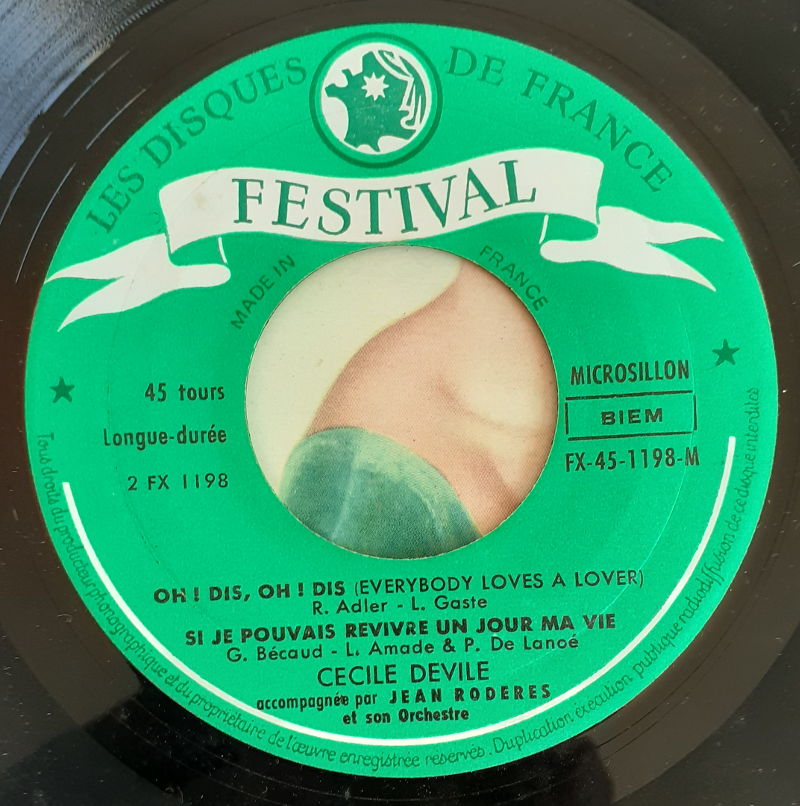 LES DISQUES DE FRANCE
FESTIVAL
MADE IN FRANCE
45 tours
Longue-durée
2 FX 1198
MICROSILLON
BIEM
FX-45-1198-M
OH ! DIS, OH ! DIS (EVERYBODY LOVES A LOVER)
R. Adler - L. Gaste
SI JE POUVAIS REVIVRE UN JOUR MA VIE
G. Bécaud - L. Amade & P. De Lanoé
CECILE DEVILE
accompagnée par JEAN RODERES
et son Orchestre
Tous droits du producteur phonographique et du propriétaire de l'œuvre enregistrée réservés. Duplication éxécution publique radiodiffusion de ce disque interdites